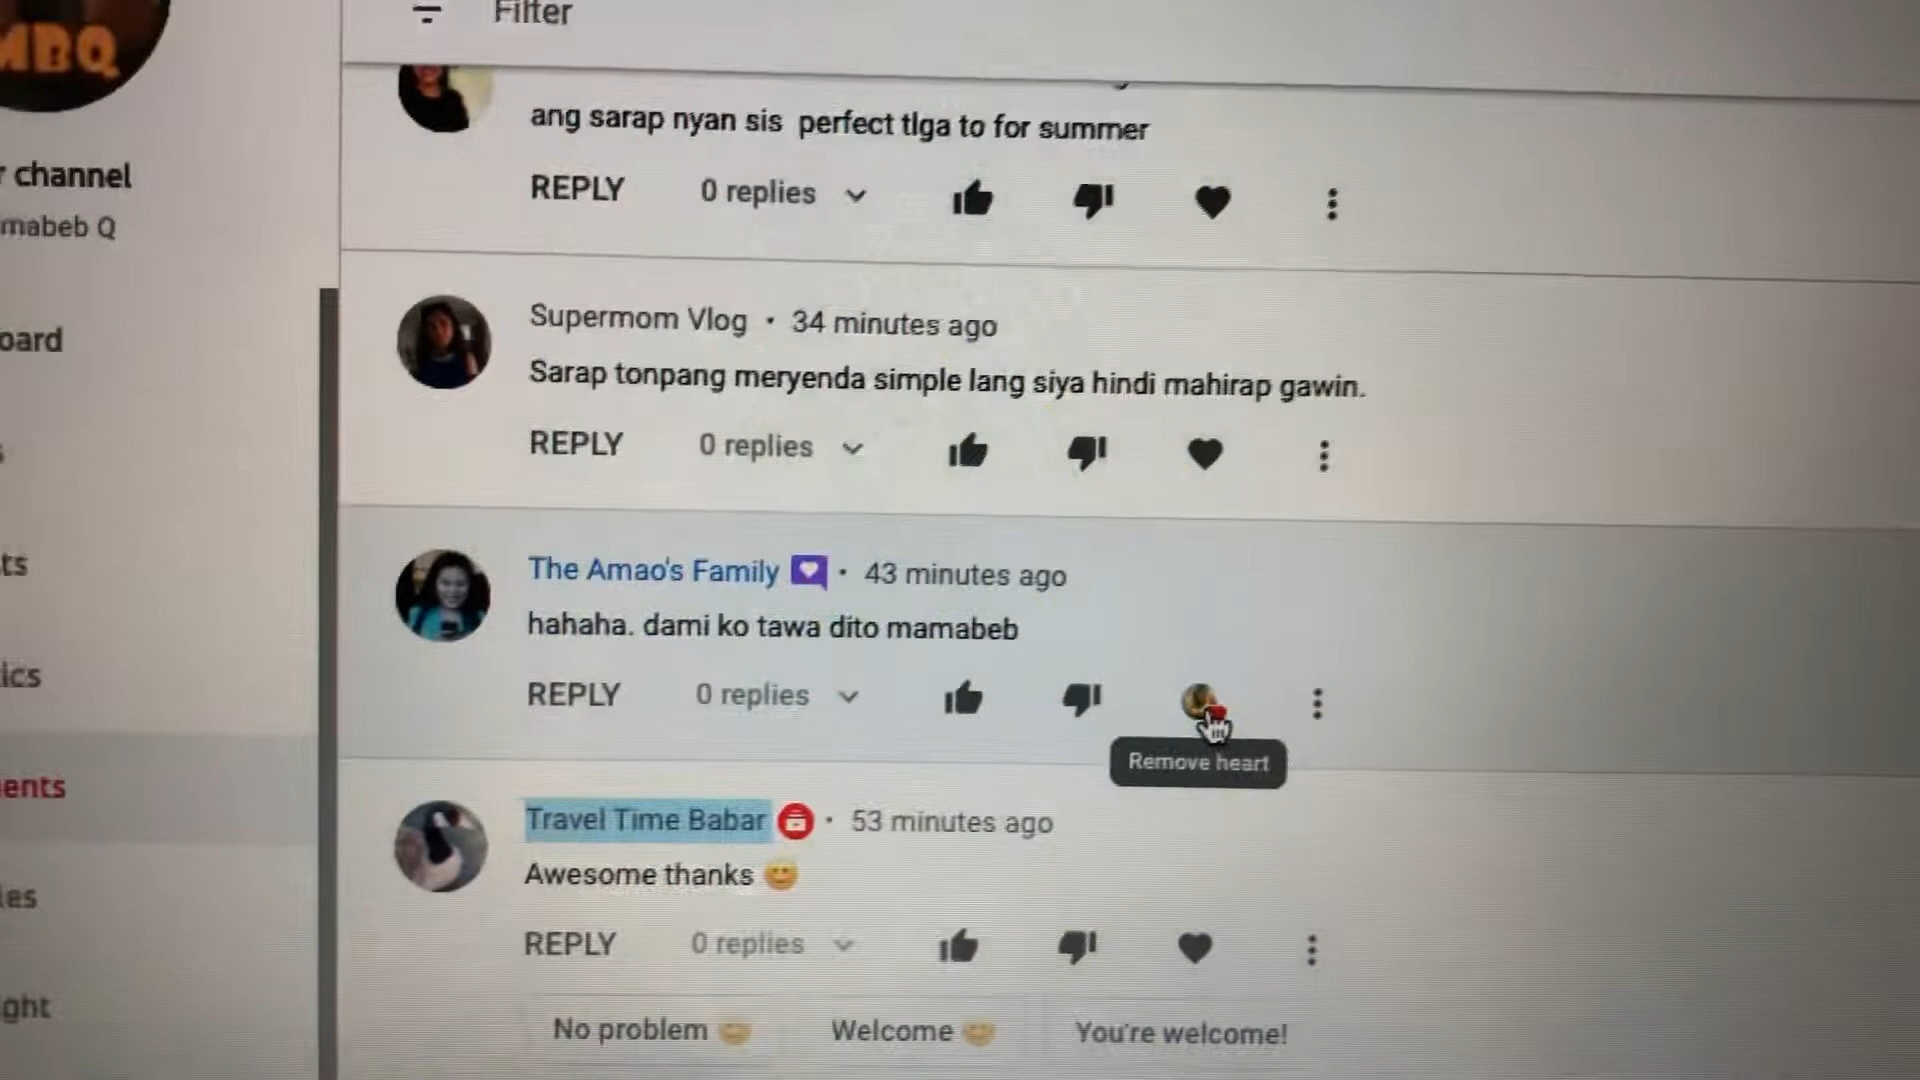 MBQ
Filter
ang sarap nyan sis perfect tlga to for summer
REPLY 0 replies
channel
mabeb Q
Supermom Vlog · 34 minutes ago
Sarap tonpang meryenda simple lang siya hindi mahirap gawin.
REPLY 0 replies
oard
The Amao's Family · 43 minutes ago
hahaha. dami ko tawa dito mamabeb
REPLY 0 replies
Remove heart
ts
ics
ents
Travel Time Babar · 53 minutes ago
Awesome thanks 😊
REPLY 0 replies
les
ght
No problem 😊 Welcome 😊 You're welcome!